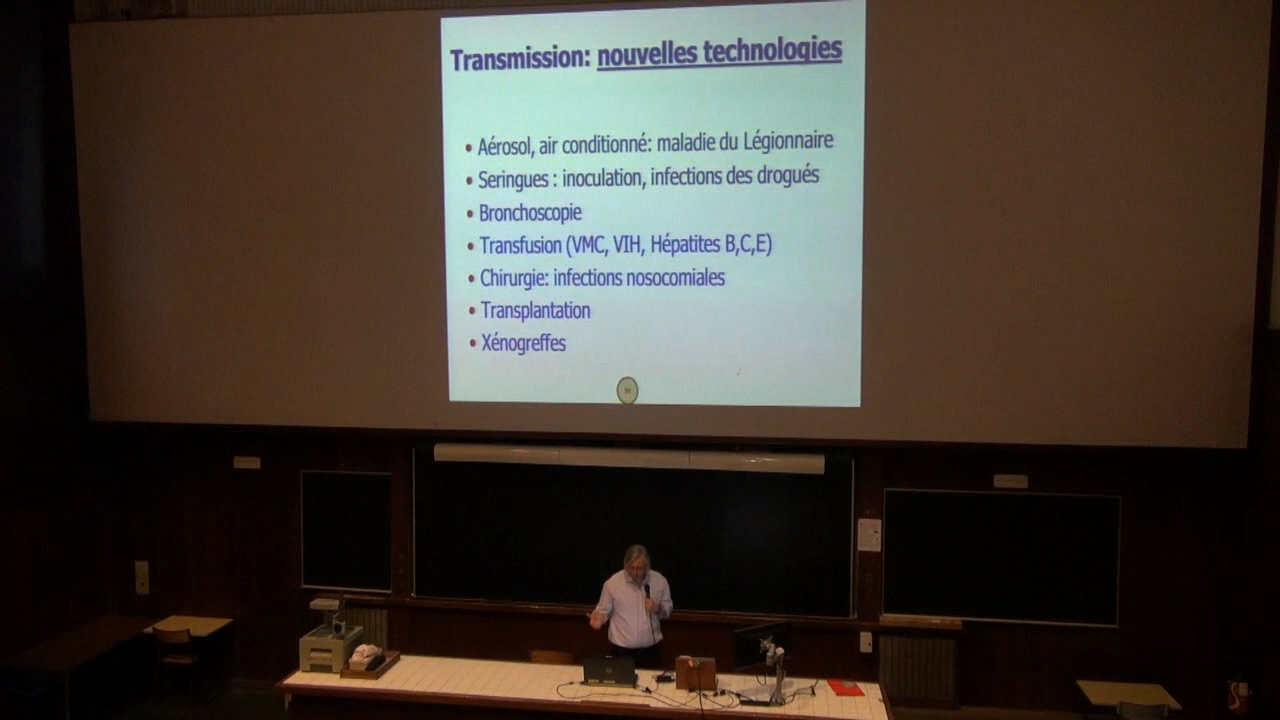 Transmission: nouvelles technologies
• Aérosol, air conditionné: maladie du Légionnaire
• Seringues : inoculation, infections des drogués
• Bronchoscopie
• Transfusion (VMC, VIH, Hépatites B,C,E)
• Chirurgie: infections nosocomiales
• Transplantation
• Xénogreffes